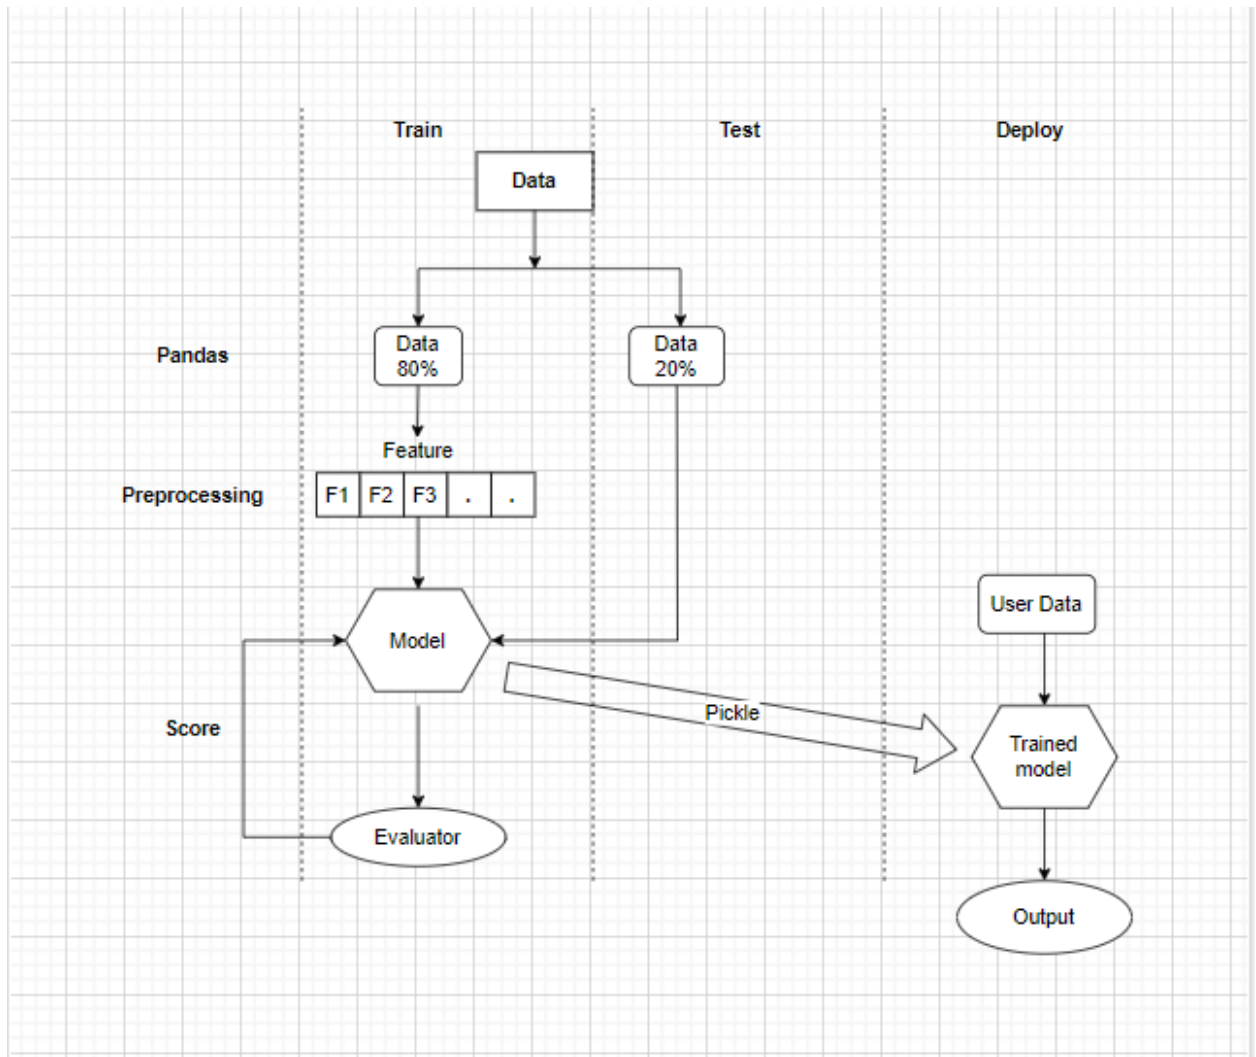 Train
Test
Deploy
Data
Pandas
Data
80%
Data
20%
Feature
Preprocessing
F1 F2 F3 . .
User Data
Model
Pickle
Score
Trained
model
Evaluator
Output